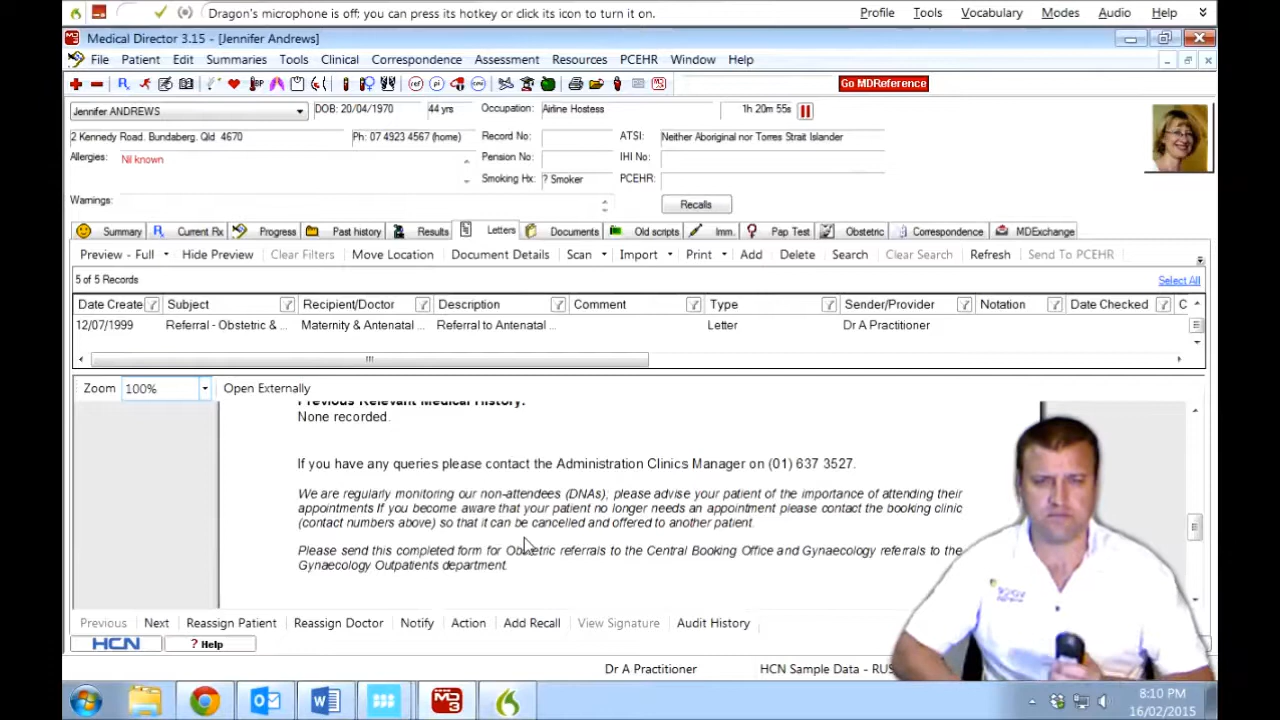 Dragon's microphone is off; you can press its hotkey or click its icon to turn it on. Profile Tools Vocabulary Modes Audio Help
Medical Director 3.15 - [Jennifer Andrews]
File Patient Edit Summaries Tools Clinical Correspondence Assessment Resources PCEHR Window Help
Go MDReference
Jennifer ANDREWS DOB: 20/04/1970 44 yrs Occupation: Airline Hostess 1h 20m 55s
2 Kennedy Road. Bundaberg. Qld 4670 Ph: 07 4923 4567 (home) Record No: ATSI: Neither Aboriginal nor Torres Strait Islander
Allergies: Nil known Pension No: IHI No:
Smoking Hx: ? Smoker PCEHR:
Warnings: Recalls
Summary Current Rx Progress Past history Results Letters Documents Old scripts Imm. Pap Test Obstetric Correspondence MDExchange
Preview - Full Hide Preview Clear Filters Move Location Document Details Scan Import Print Add Delete Search Clear Search Refresh Send To PCEHR
5 of 5 Records Select All
Date Create Subject Recipient/Doctor Description Comment Type Sender/Provider Notation Date Checked C
12/07/1999 Referral - Obstetric & ... Maternity & Antenatal ... Referral to Antenatal ... Letter Dr A Practitioner
Zoom 100% Open Externally
Previous Relevant Medical History:
None recorded.
If you have any queries please contact the Administration Clinics Manager on (01) 637 3527.
We are regularly monitoring our non-attendees (DNAs), please advise your patient of the importance of attending their
appointments If you become aware that your patient no longer needs an appointment please contact the booking clinic
(contact numbers above) so that it can be cancelled and offered to another patient.
Please send this completed form for Obstetric referrals to the Central Booking Office and Gynaecology referrals to the
Gynaecology Outpatients department.
Previous Next Reassign Patient Reassign Doctor Notify Action Add Recall View Signature Audit History
HCN ? Help
Dr A Practitioner HCN Sample Data - RUS
8:10 PM
16/02/2015